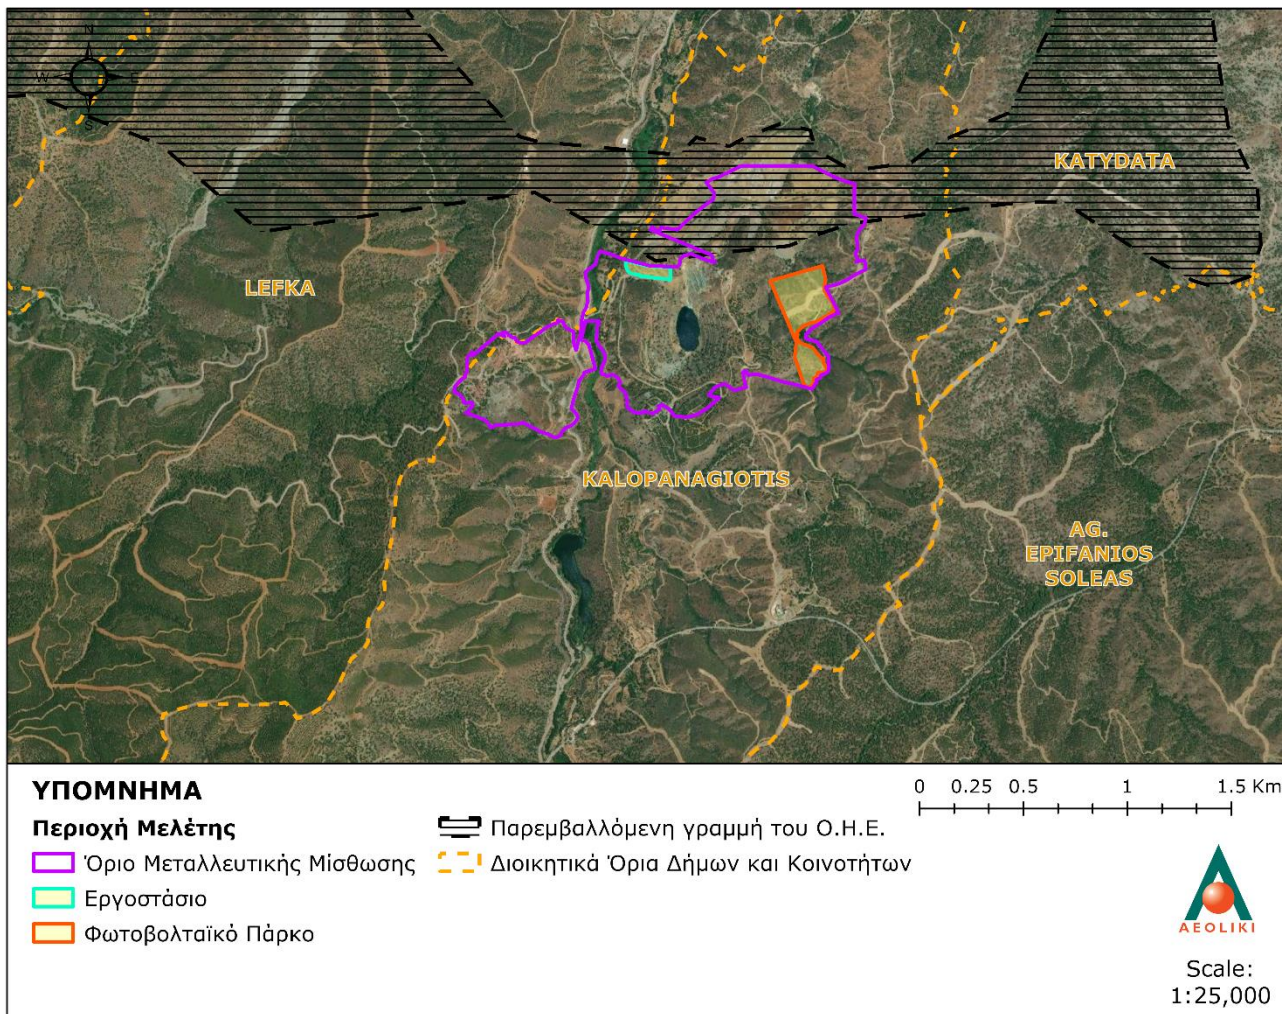 N
W
E
S
KATYDATA
LEFKA
KALOPANAGIOTIS
AG.
EPIFANIOS
SOLEAS
ΥΠΟΜΝΗΜΑ
Περιοχή Μελέτης
Όριο Μεταλλευτικής Μίσθωσης
Εργοστάσιο
Φωτοβολταϊκό Πάρκο
Παρεμβαλλόμενη γραμμή του Ο.Η.Ε.
Διοικητικά Όρια Δήμων και Κοινοτήτων
0 0.25 0.5 1 1.5 Km
AEOLIKI
Scale:
1:25,000